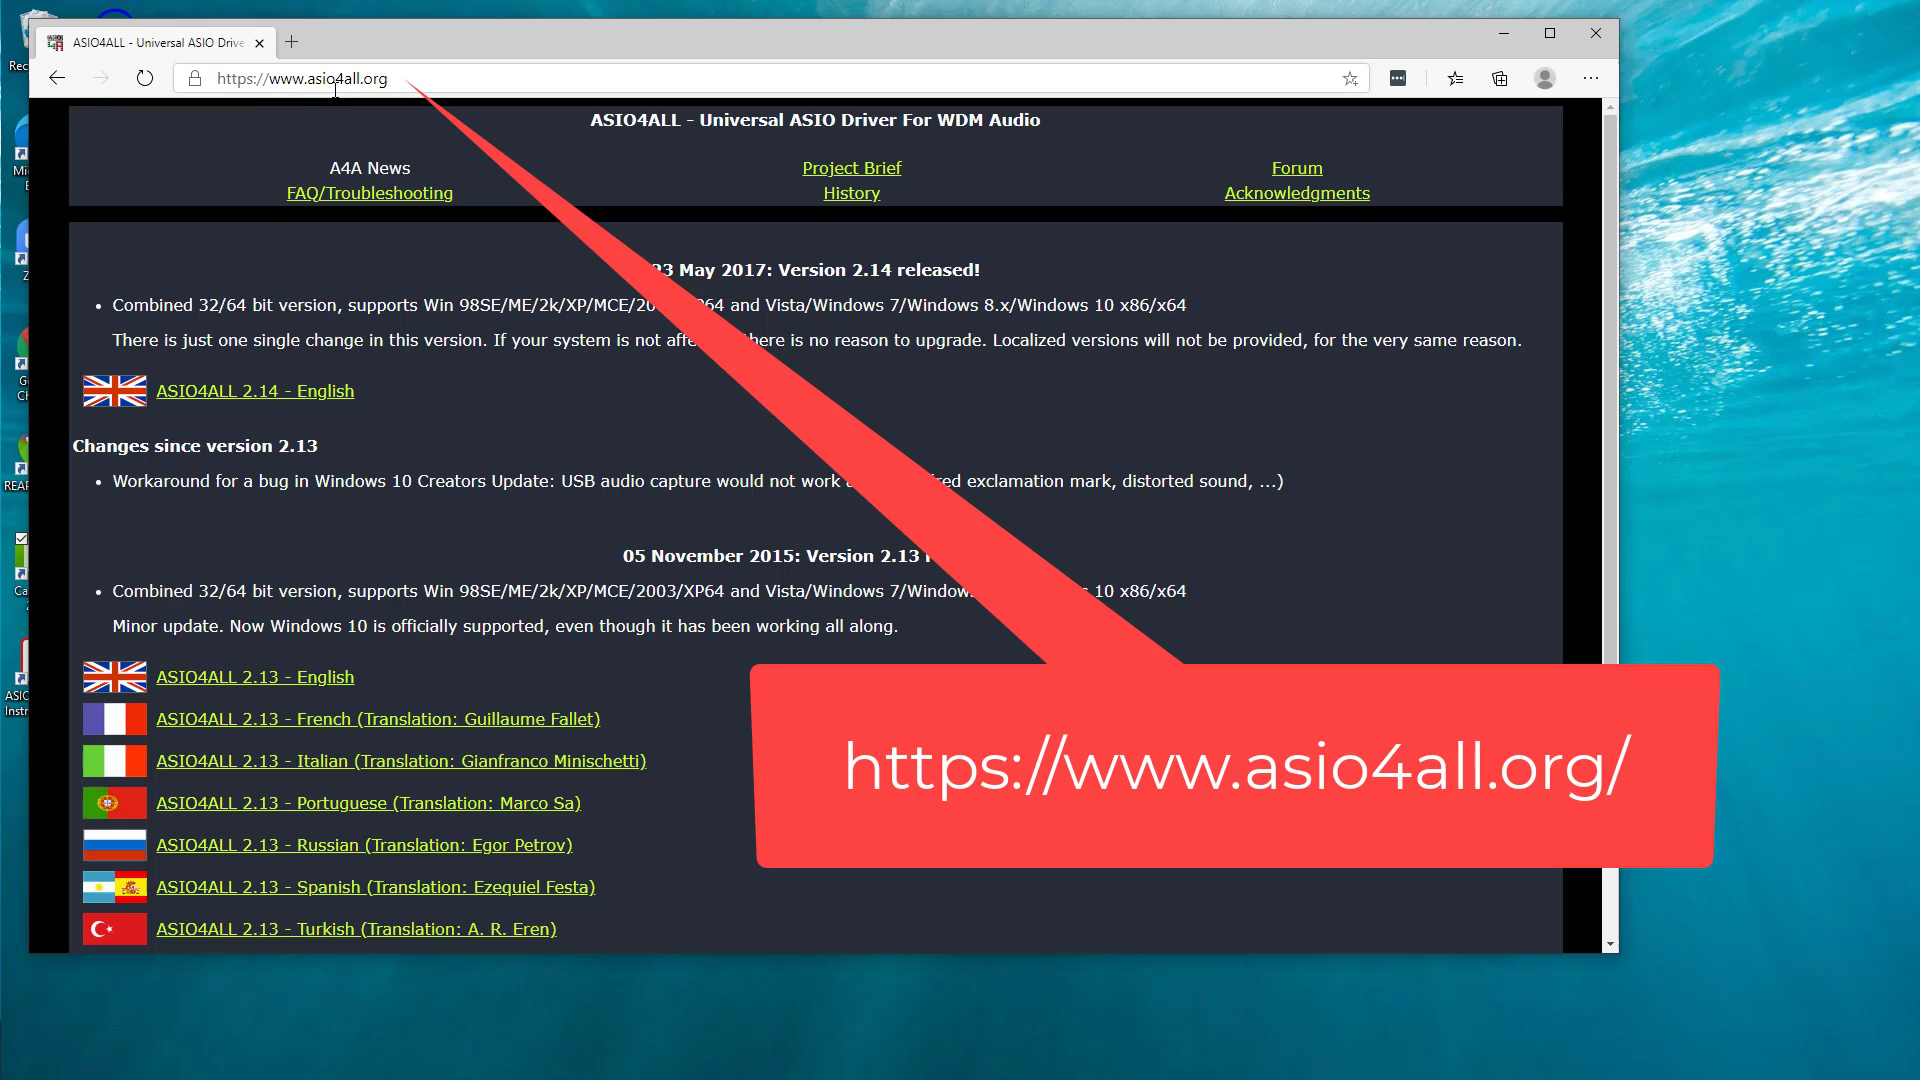 ASIO4ALL - Universal ASIO Drive
https://www.asio4all.org
ASIO4ALL - Universal ASIO Driver For WDM Audio
A4A News
Project Brief
Forum
FAQ/Troubleshooting
History
Acknowledgments
23 May 2017: Version 2.14 released!
Combined 32/64 bit version, supports Win 98SE/ME/2k/XP/MCE/20 64 and Vista/Windows 7/Windows 8.x/Windows 10 x86/x64
There is just one single change in this version. If your system is not affe here is no reason to upgrade. Localized versions will not be provided, for the very same reason.
ASIO4ALL 2.14 - English
Changes since version 2.13
Workaround for a bug in Windows 10 Creators Update: USB audio capture would not work red exclamation mark, distorted sound, ...)
05 November 2015: Version 2.13
Combined 32/64 bit version, supports Win 98SE/ME/2k/XP/MCE/2003/XP64 and Vista/Windows 7/Window 10 x86/x64
Minor update. Now Windows 10 is officially supported, even though it has been working all along.
ASIO4ALL 2.13 - English
ASIO4ALL 2.13 - French (Translation: Guillaume Fallet)
ASIO4ALL 2.13 - Italian (Translation: Gianfranco Minischetti)
ASIO4ALL 2.13 - Portuguese (Translation: Marco Sa)
ASIO4ALL 2.13 - Russian (Translation: Egor Petrov)
ASIO4ALL 2.13 - Spanish (Translation: Ezequiel Festa)
ASIO4ALL 2.13 - Turkish (Translation: A. R. Eren)
https://www.asio4all.org/